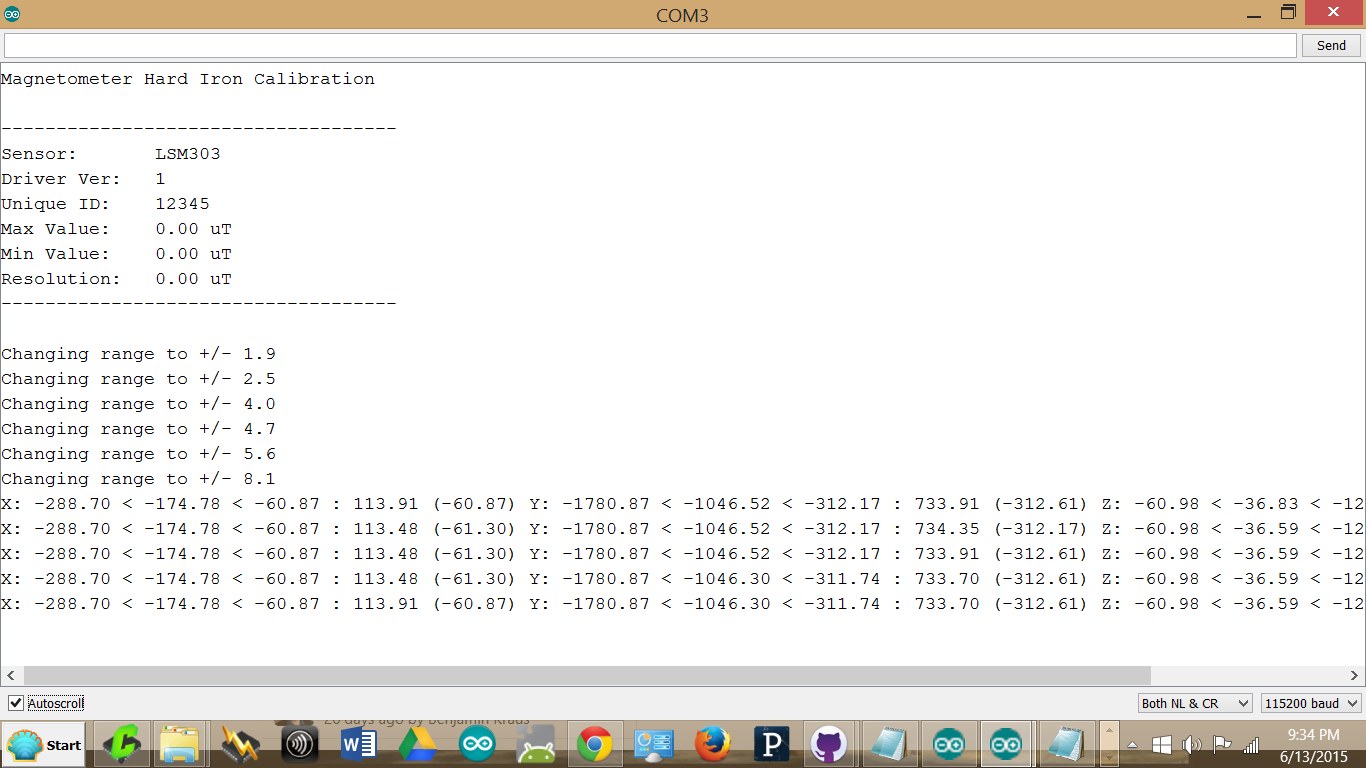 COM3
Send
Magnetometer Hard Iron Calibration
------------------------------------
Sensor:       LSM303
Driver Ver:   1
Unique ID:    12345
Max Value:    0.00 uT
Min Value:    0.00 uT
Resolution:   0.00 uT
------------------------------------
Changing range to +/- 1.9
Changing range to +/- 2.5
Changing range to +/- 4.0
Changing range to +/- 4.7
Changing range to +/- 5.6
Changing range to +/- 8.1
X: -288.70 < -174.78 < -60.87 : 113.91 (-60.87) Y: -1780.87 < -1046.52 < -312.17 : 733.91 (-312.61) Z: -60.98 < -36.83 < -12
X: -288.70 < -174.78 < -60.87 : 113.48 (-61.30) Y: -1780.87 < -1046.52 < -312.17 : 734.35 (-312.17) Z: -60.98 < -36.59 < -12
X: -288.70 < -174.78 < -60.87 : 113.48 (-61.30) Y: -1780.87 < -1046.52 < -312.17 : 733.91 (-312.61) Z: -60.98 < -36.59 < -12
X: -288.70 < -174.78 < -60.87 : 113.48 (-61.30) Y: -1780.87 < -1046.30 < -311.74 : 733.70 (-312.61) Z: -60.98 < -36.59 < -12
X: -288.70 < -174.78 < -60.87 : 113.91 (-60.87) Y: -1780.87 < -1046.30 < -311.74 : 733.70 (-312.61) Z: -60.98 < -36.59 < -12
Autoscroll
Both NL & CR
115200 baud
days ago by Benjamin Kraus
Start
9:34 PM
6/13/2015